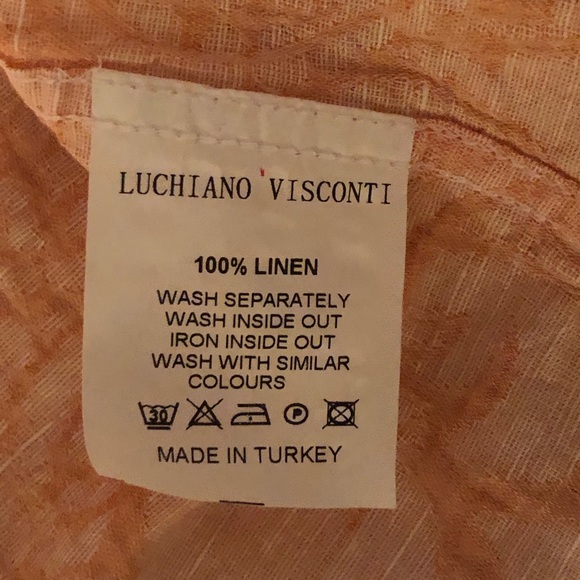 LUCHIANO VISCONTI
100% LINEN
WASH SEPARATELY
WASH INSIDE OUT
IRON INSIDE OUT
WASH WITH SIMILAR
COLOURS
30 P
MADE IN TURKEY